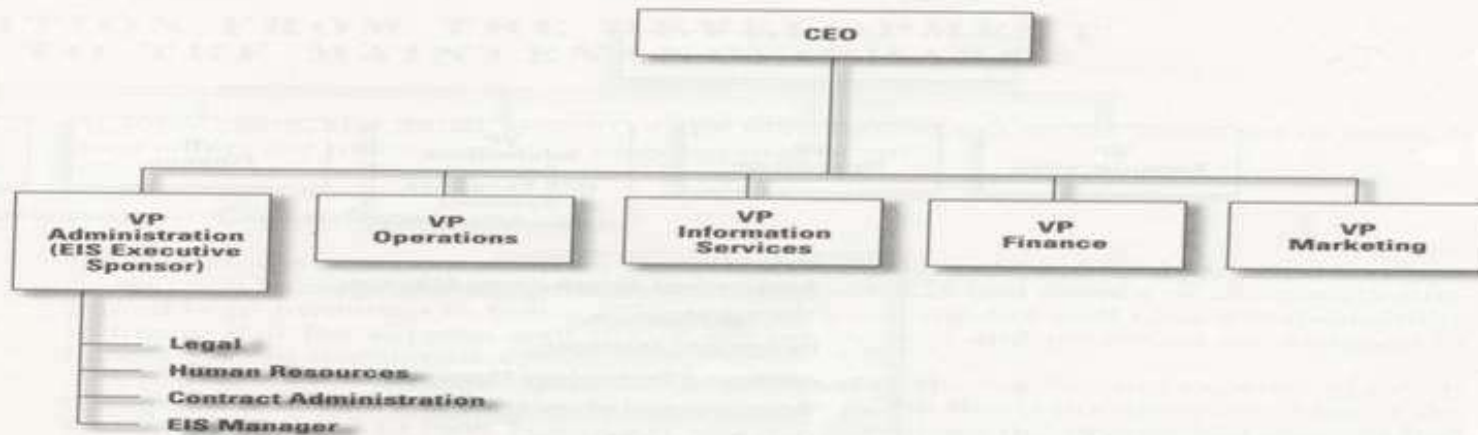 CEO
VP
Administration
(EIS Executive
Sponsor)
VP
Operations
VP
Information
Services
VP
Finance
VP
Marketing
Legal
Human Resources
Contract Administration
EIS Manager